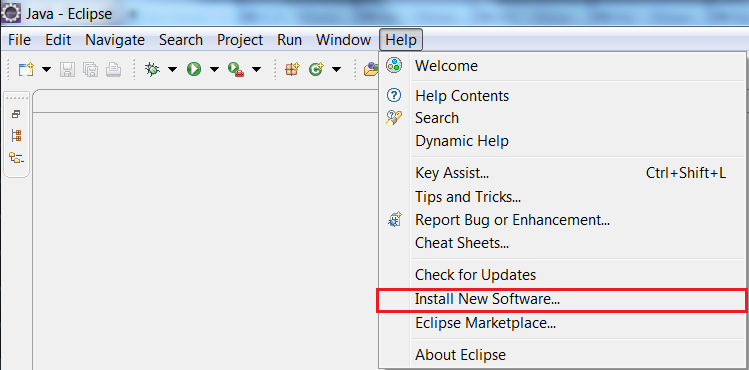 Java - Eclipse
File Edit Navigate Search Project Run Window Help
Welcome
Help Contents
Search
Dynamic Help
Key Assist... Ctrl+Shift+L
Tips and Tricks...
Report Bug or Enhancement...
Cheat Sheets...
Check for Updates
Install New Software...
Eclipse Marketplace...
About Eclipse